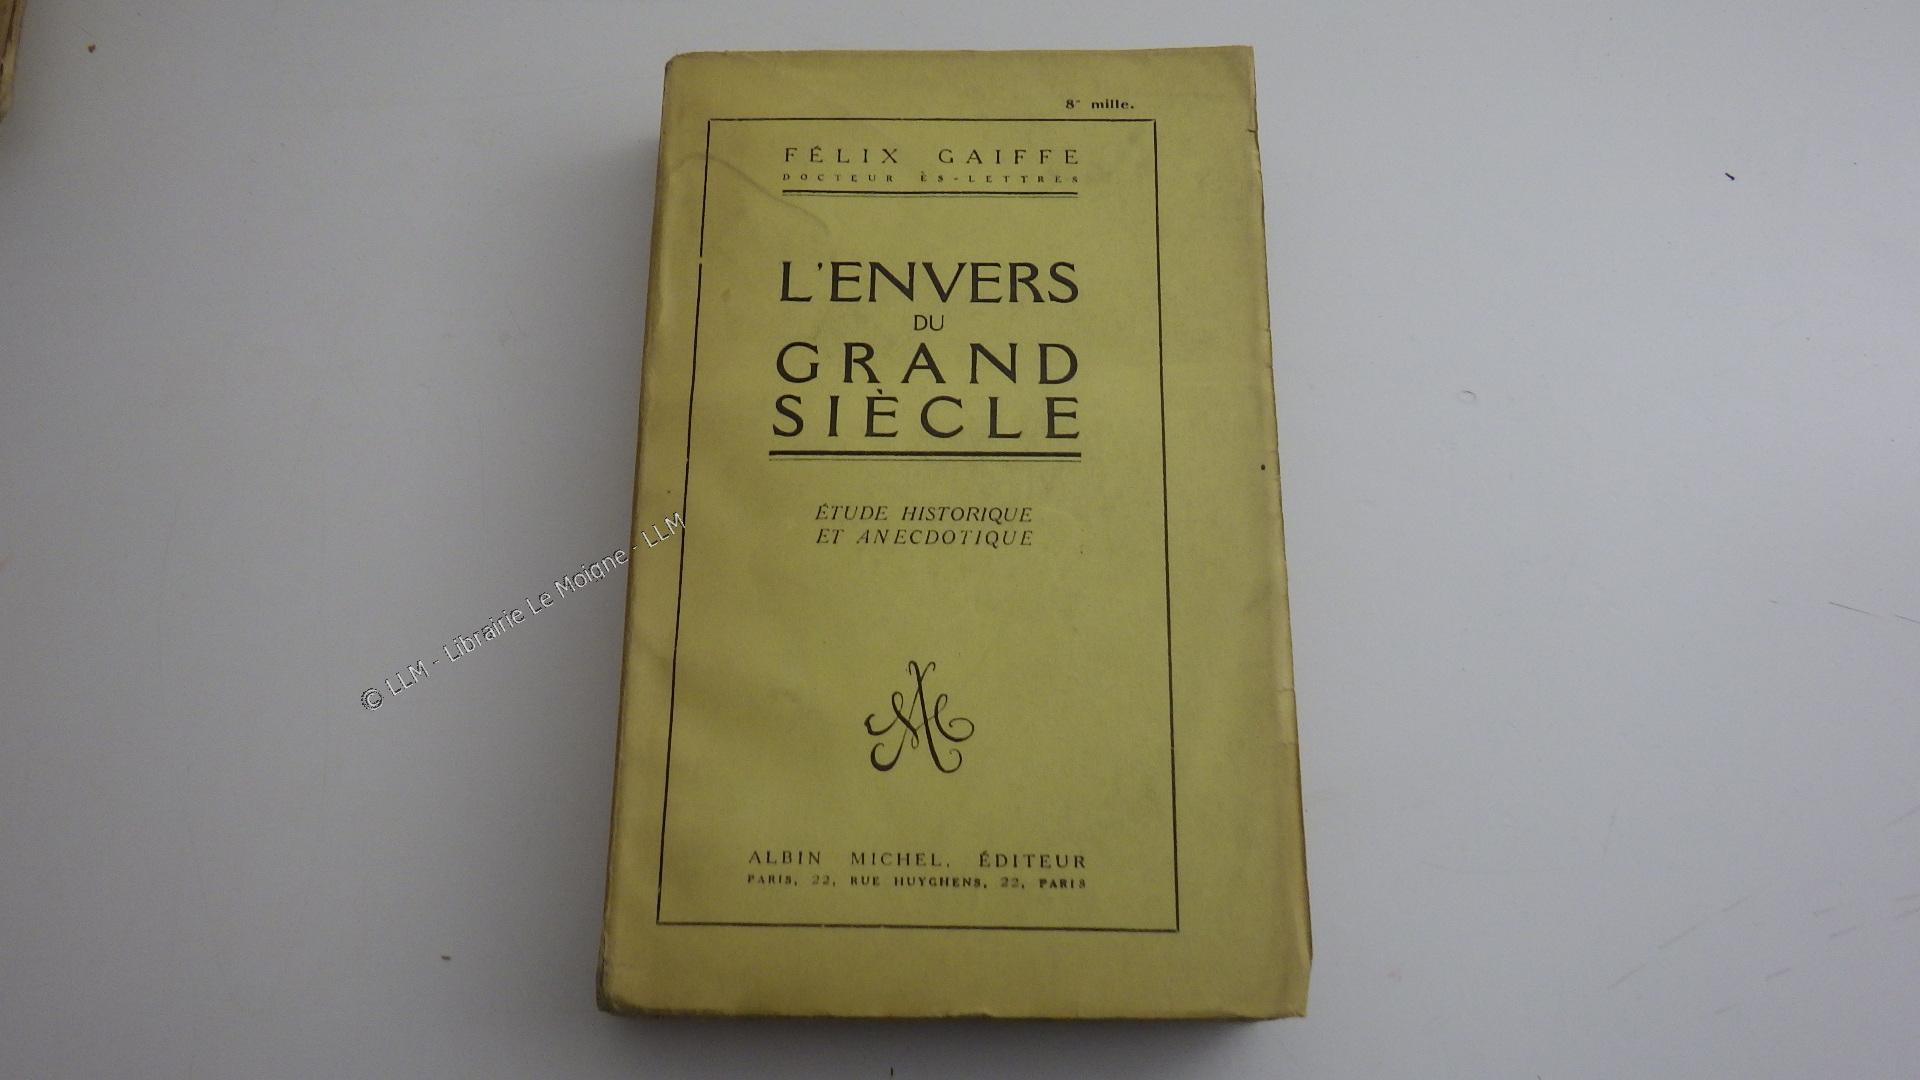 8e mille.
FÉLIX GAIFFE
DOCTEUR ÈS-LETTRES
L'ENVERS
DU
GRAND
SIÈCLE
ÉTUDE HISTORIQUE
ET ANECDOTIQUE
ALBIN MICHEL, ÉDITEUR
PARIS, 22, RUE HUYGHENS, 22, PARIS
© LLM - Librairie Le Moigne - LLM